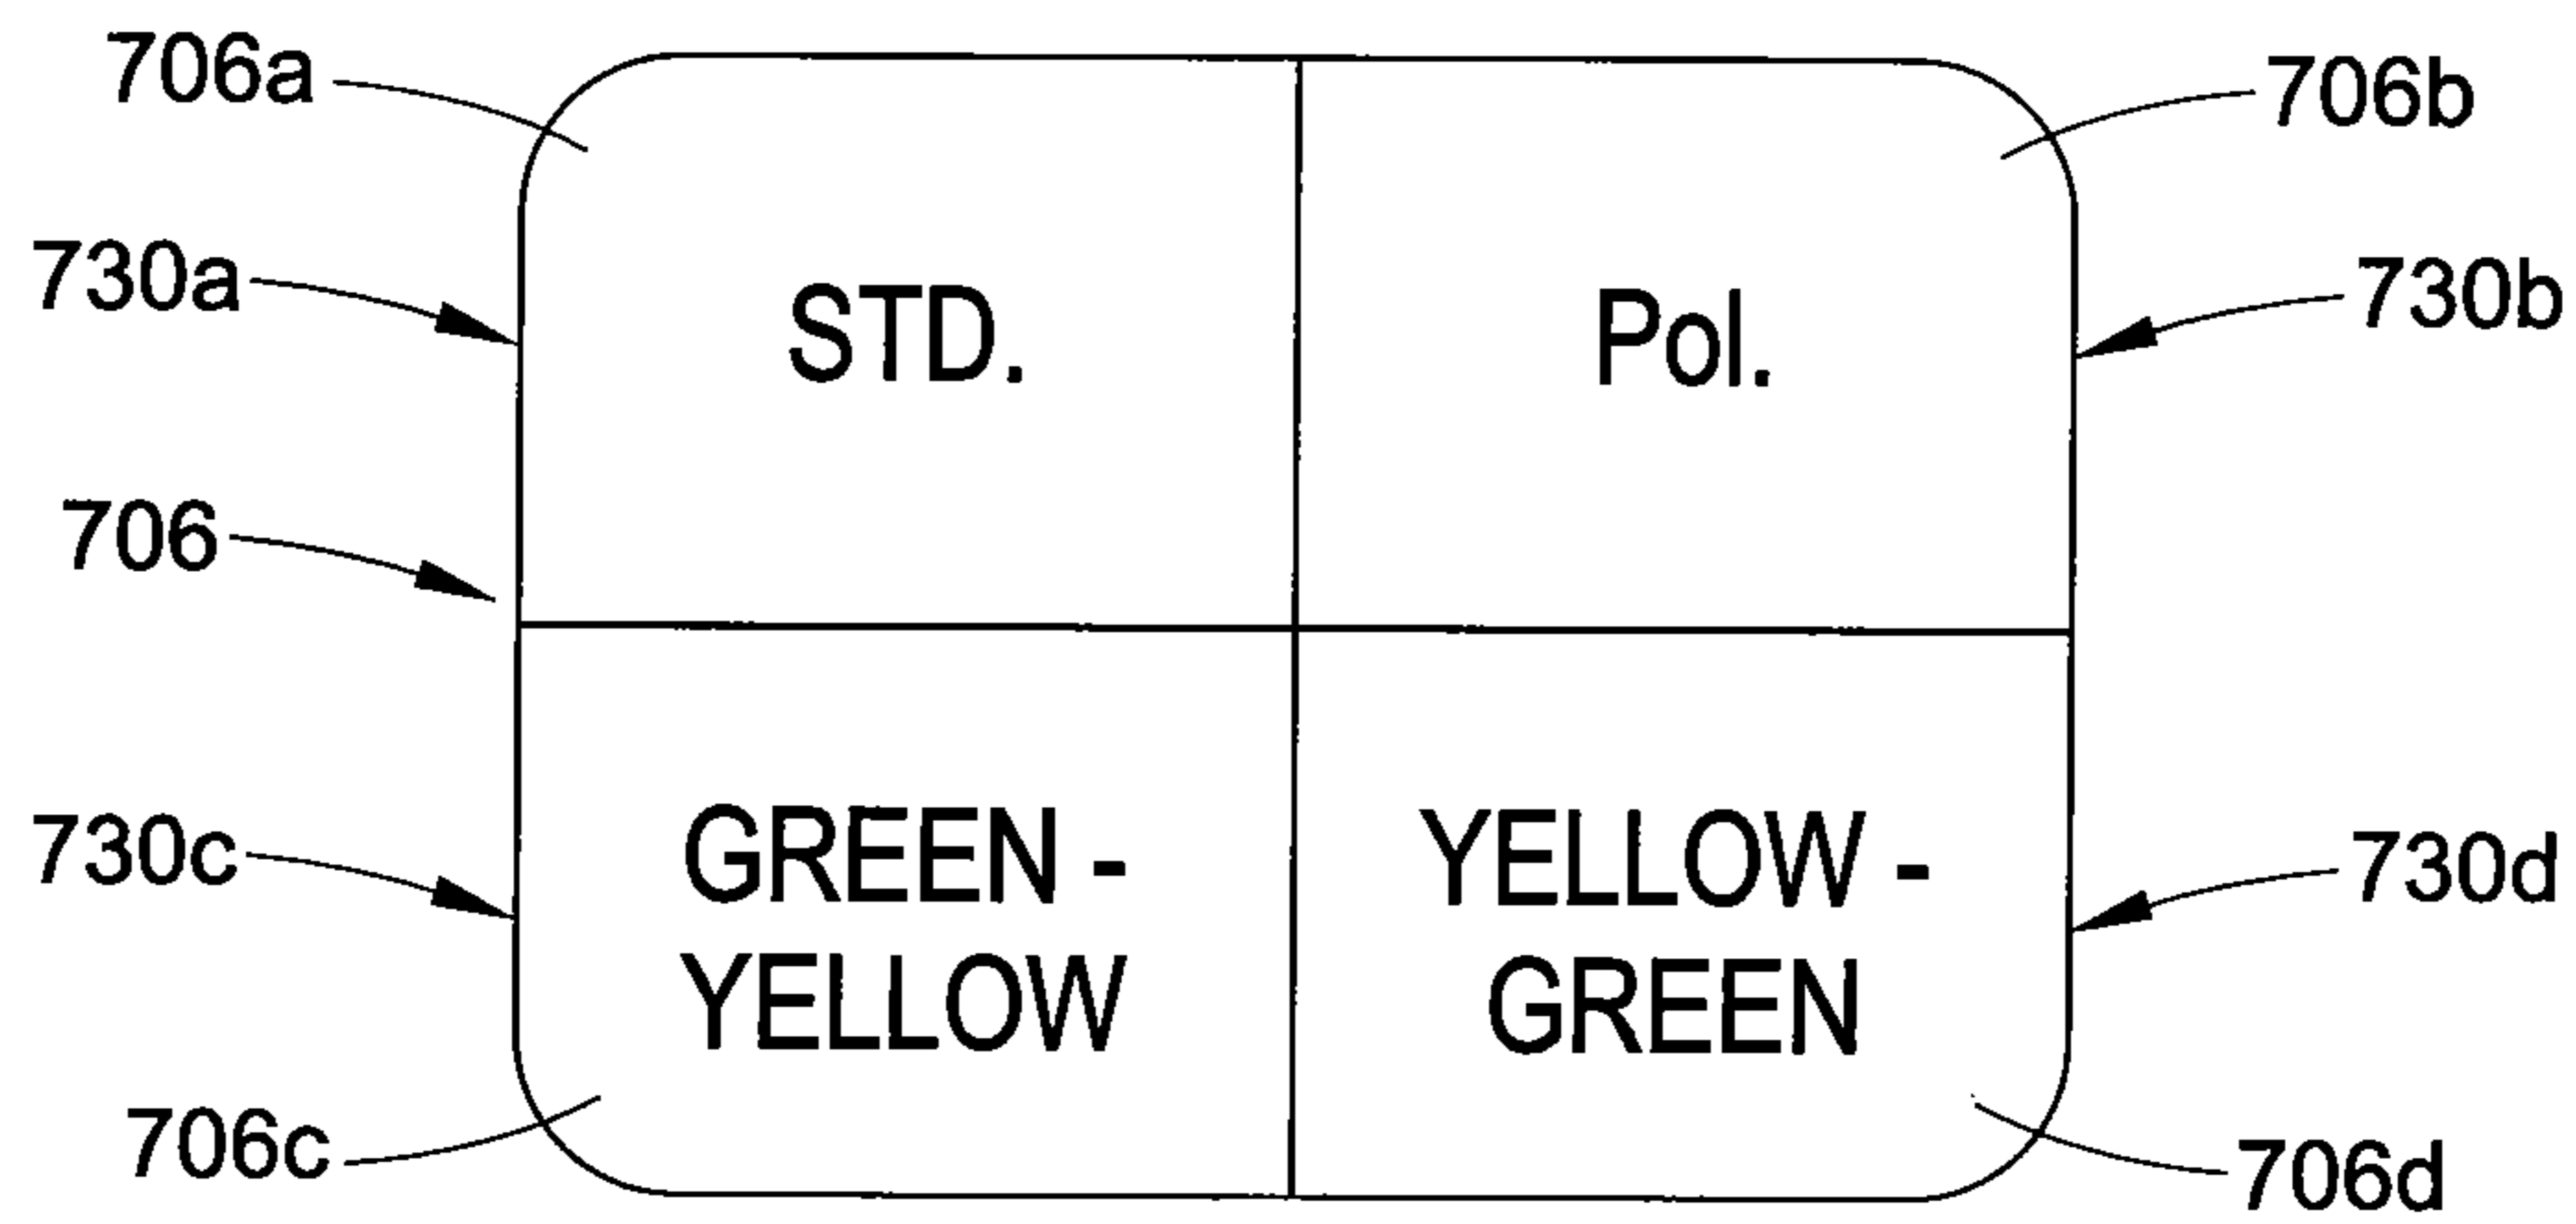 706a
706b
730a
STD.
Pol.
730b
706
730c
GREEN -
YELLOW
YELLOW -
GREEN
730d
706c
706d